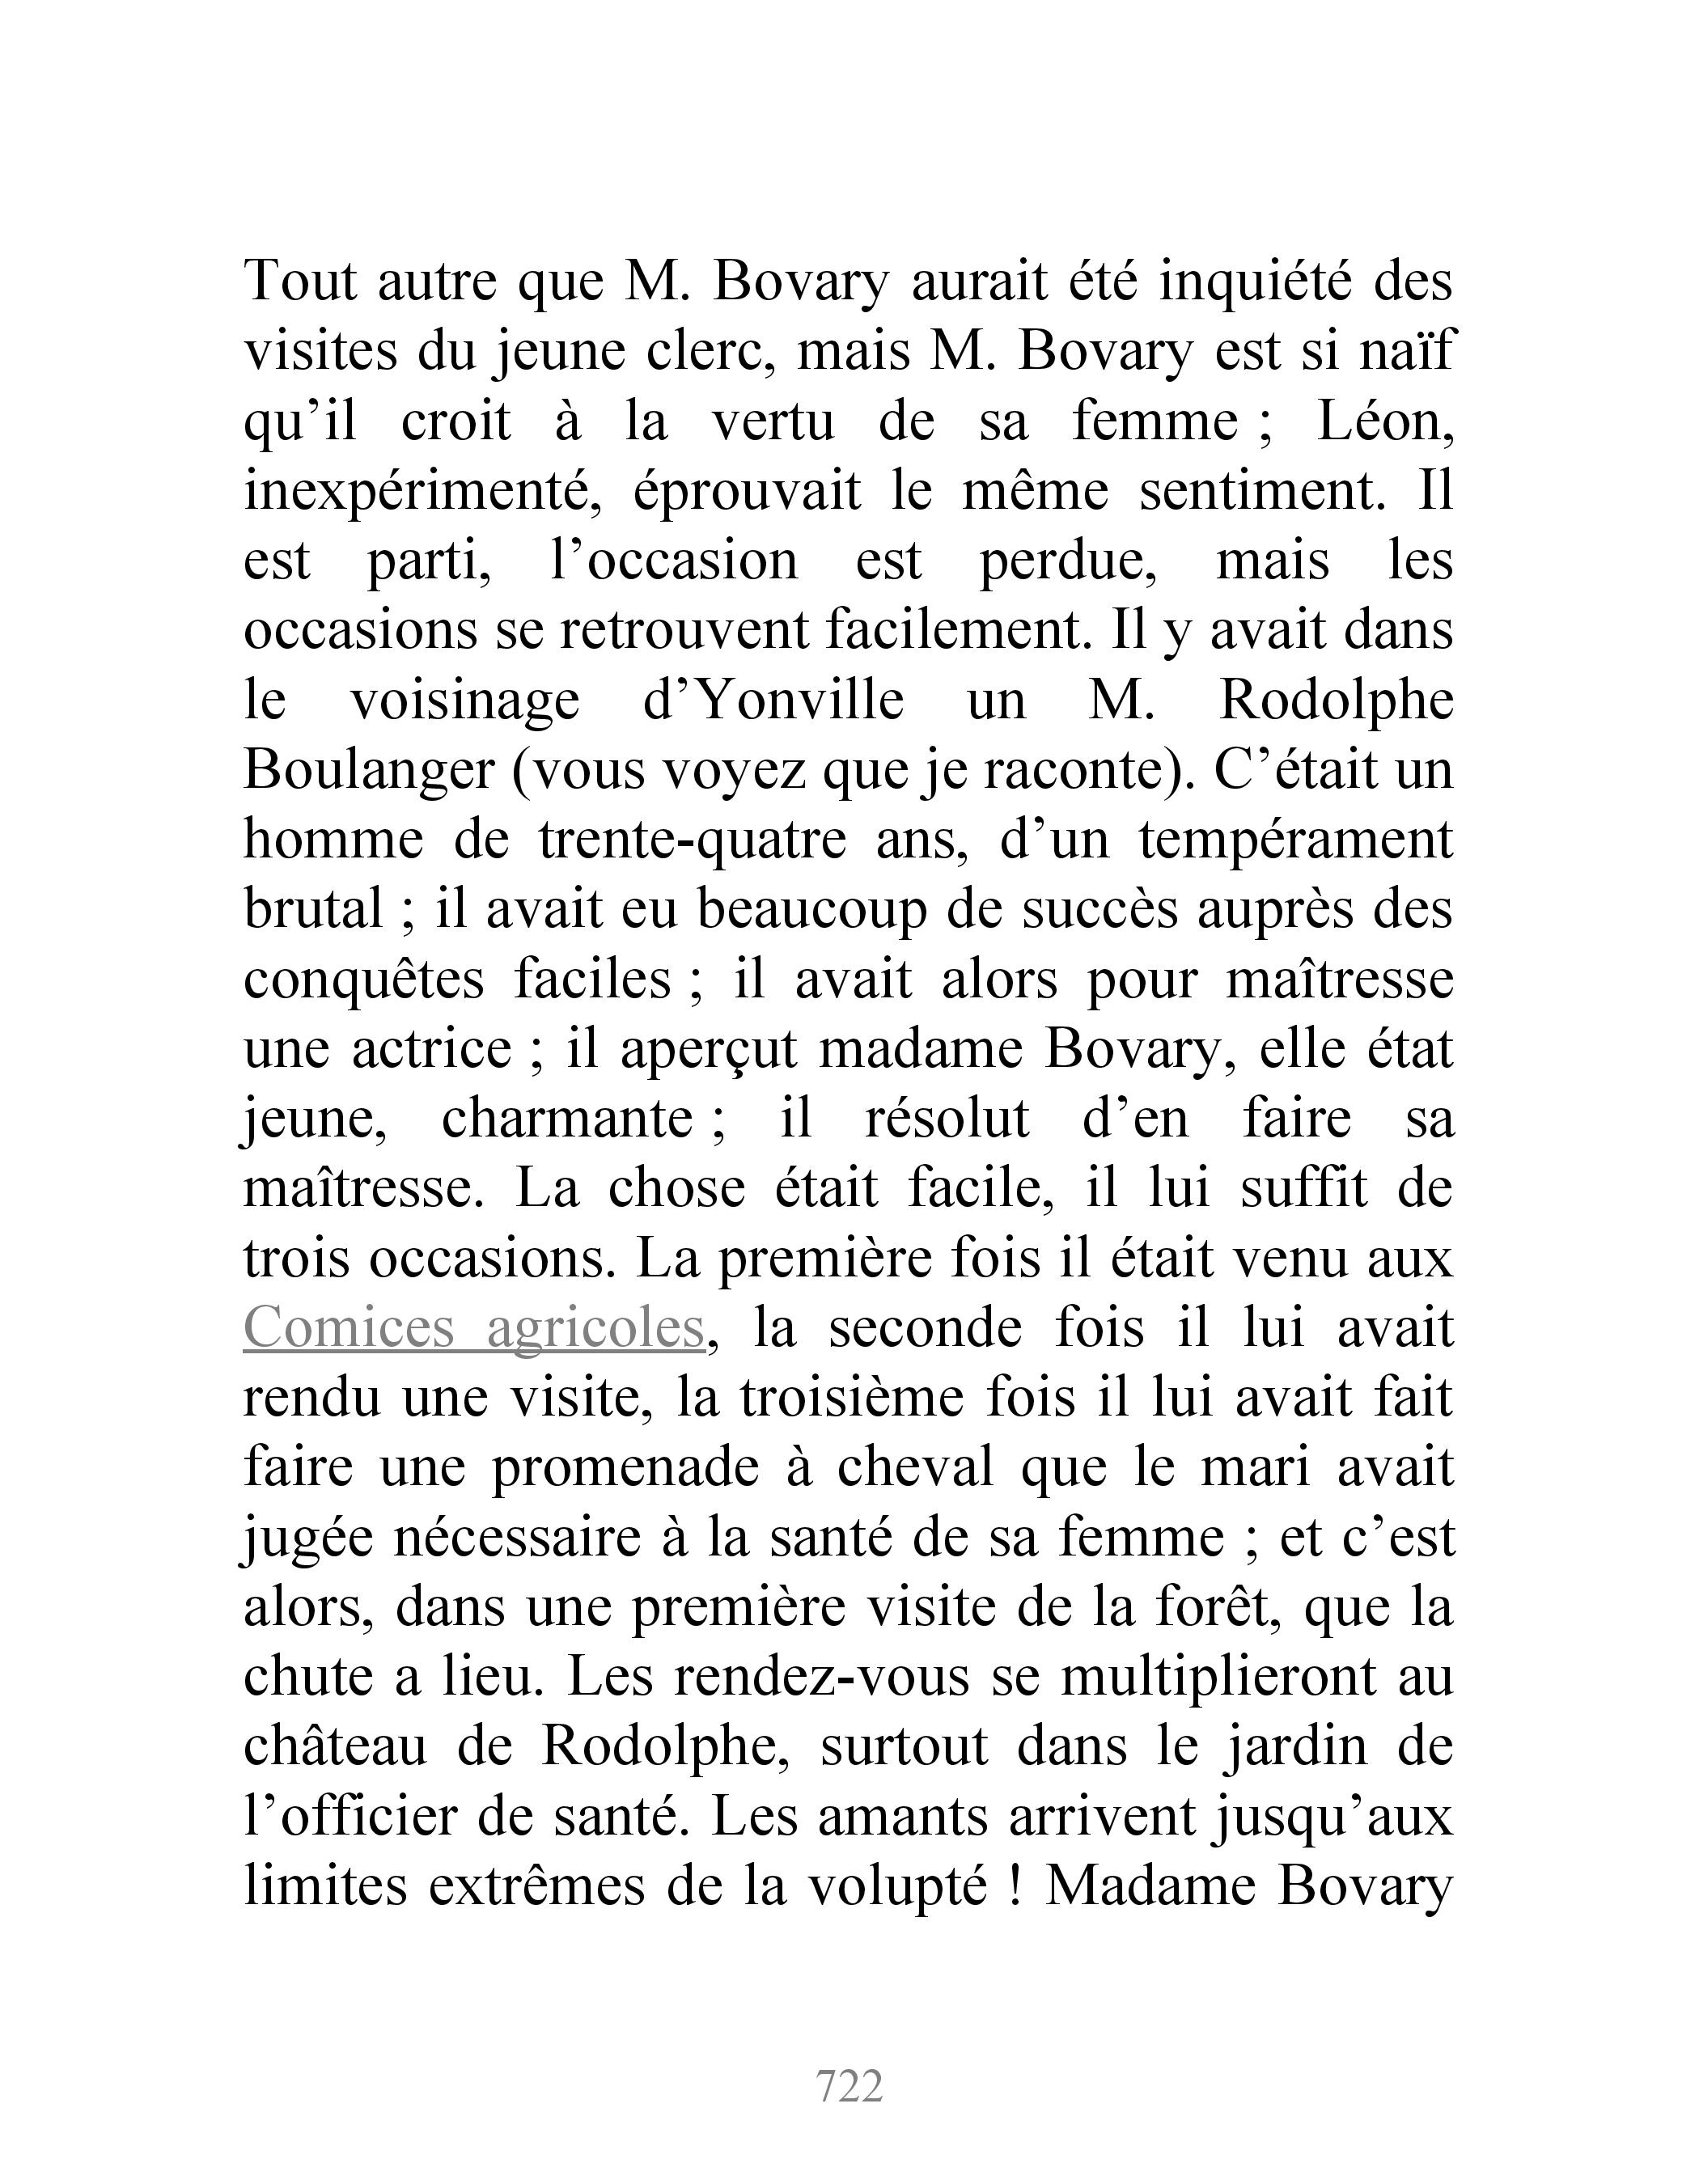 Tout autre que M. Bovary aurait été inquiété des
visites du jeune clerc, mais M. Bovary est si naïf
qu’il croit à la vertu de sa femme ; Léon,
inexpérimenté, éprouvait le même sentiment. Il
est parti, l’occasion est perdue, mais les
occasions se retrouvent facilement. Il y avait dans
le voisinage d’Yonville un M. Rodolphe
Boulanger (vous voyez que je raconte). C’était un
homme de trente-quatre ans, d’un tempérament
brutal ; il avait eu beaucoup de succès auprès des
conquêtes faciles ; il avait alors pour maîtresse
une actrice ; il aperçut madame Bovary, elle état
jeune, charmante ; il résolut d’en faire sa
maîtresse. La chose était facile, il lui suffit de
trois occasions. La première fois il était venu aux
Comices agricoles, la seconde fois il lui avait
rendu une visite, la troisième fois il lui avait fait
faire une promenade à cheval que le mari avait
jugée nécessaire à la santé de sa femme ; et c’est
alors, dans une première visite de la forêt, que la
chute a lieu. Les rendez-vous se multiplieront au
château de Rodolphe, surtout dans le jardin de
l’officier de santé. Les amants arrivent jusqu’aux
limites extrêmes de la volupté ! Madame Bovary
722